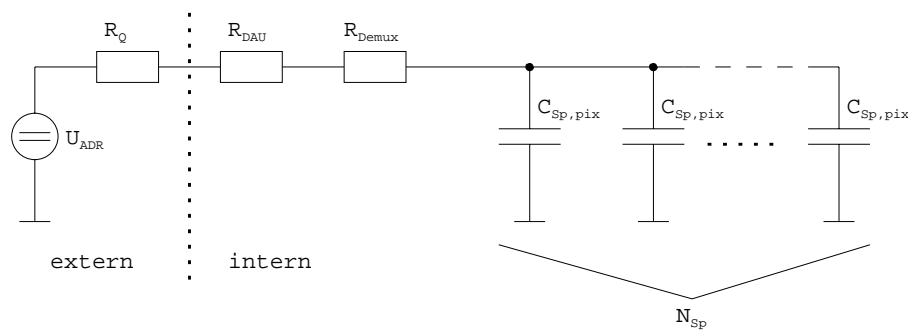 R_Q
R_DAU
R_Demux
C_Sp,pix
C_Sp,pix
C_Sp,pix
U_ADR
extern
intern
N_Sp